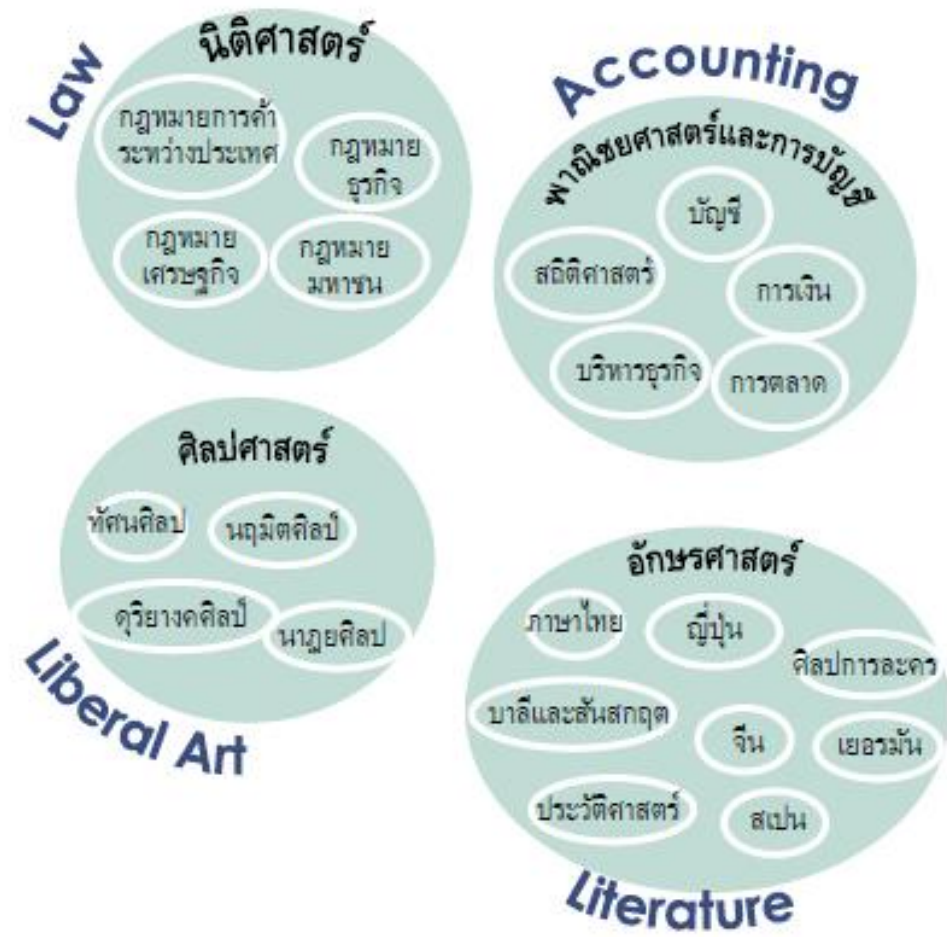 Law
นิติศาสตร์
กฎหมายการค้า
ระหว่างประเทศ
กฎหมาย
ธุรกิจ
กฎหมาย
เศรษฐกิจ
กฎหมาย
มหาชน
Accounting
พาณิชยศาสตร์และการบัญชี
บัญชี
สถิติศาสตร์
การเงิน
บริหารธุรกิจ
การตลาด
ศิลปศาสตร์
ทัศนศิลป
นฤมิตศิลป์
ดุริยางคศิลป์
นาฏยศิลป
Liberal Art
อักษรศาสตร์
ภาษาไทย
ญี่ปุ่น
ศิลปการละคร
บาลีและสันสกฤต
จีน
เยอรมัน
ประวัติศาสตร์
สเปน
Literature